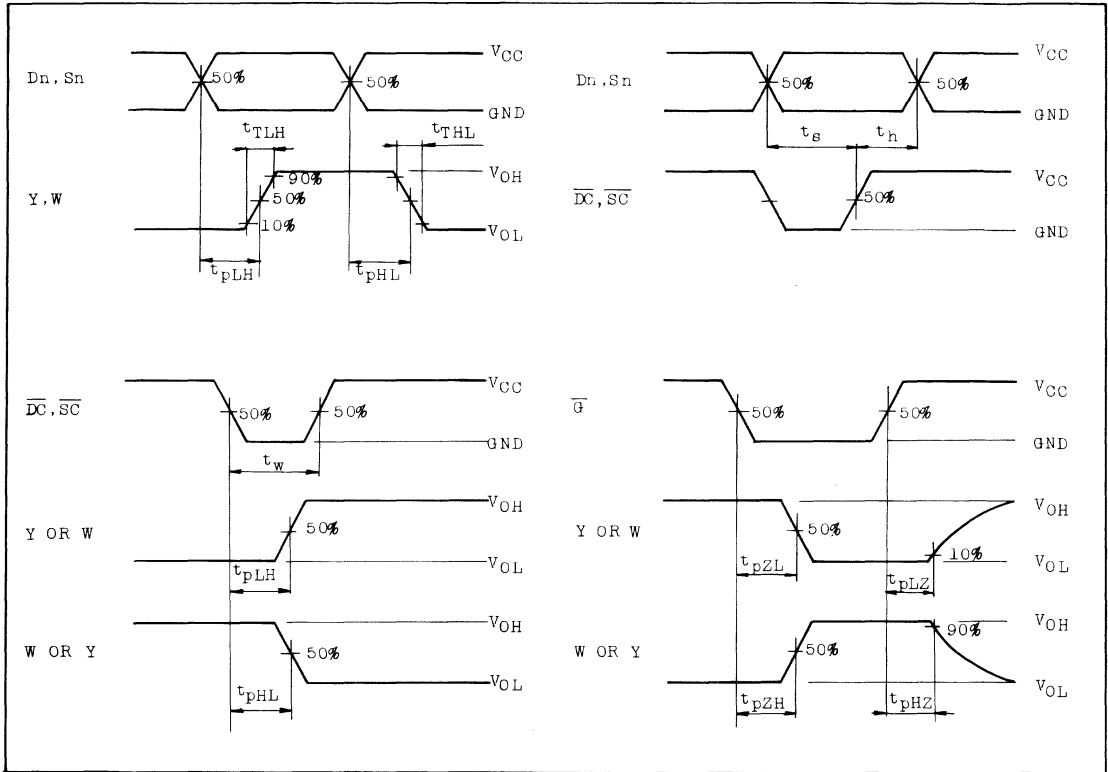 Dn,Sn
50%
50%
VCC
GND
tTLH
tTHL
Y,W
90%
50%
10%
VOH
VOL
tpLH
tpHL
Dn,Sn
50%
50%
VCC
GND
ts
th
DC,SC
50%
VCC
GND
DC,SC
50%
50%
VCC
GND
tw
Y OR W
50%
VOH
VOL
tpLH
W OR Y
50%
VOH
VOL
tpHL
G
50%
50%
VCC
GND
Y OR W
50%
10%
VOH
VOL
tpZL
tpLZ
W OR Y
50%
90%
VOH
VOL
tpZH
tpHZ